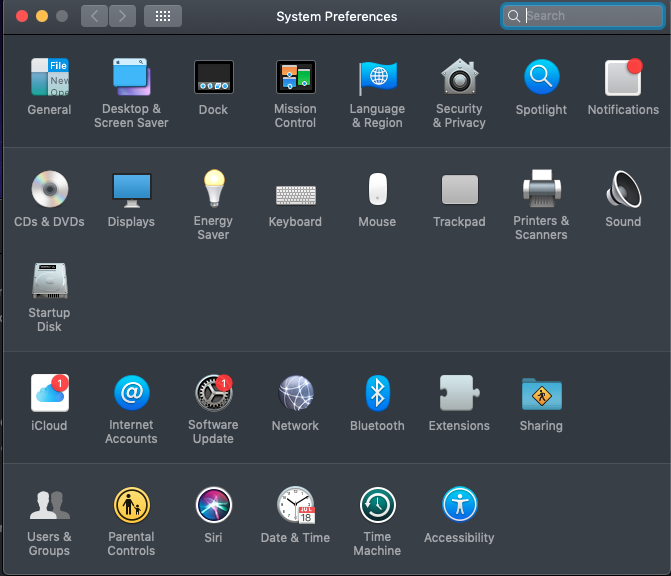 System Preferences
Search
File
New
Ope
General
Desktop &
Screen Saver
Dock
Mission
Control
Language
& Region
Security
& Privacy
Spotlight
Notifications
CDs & DVDs
Displays
Energy
Saver
Keyboard
Mouse
Trackpad
Printers &
Scanners
Sound
Startup
Disk
1
iCloud
@
Internet
Accounts
1
Software
Update
Network
Bluetooth
Extensions
Sharing
Users &
Groups
Parental
Controls
Siri
JUL
18
Date & Time
Time
Machine
Accessibility